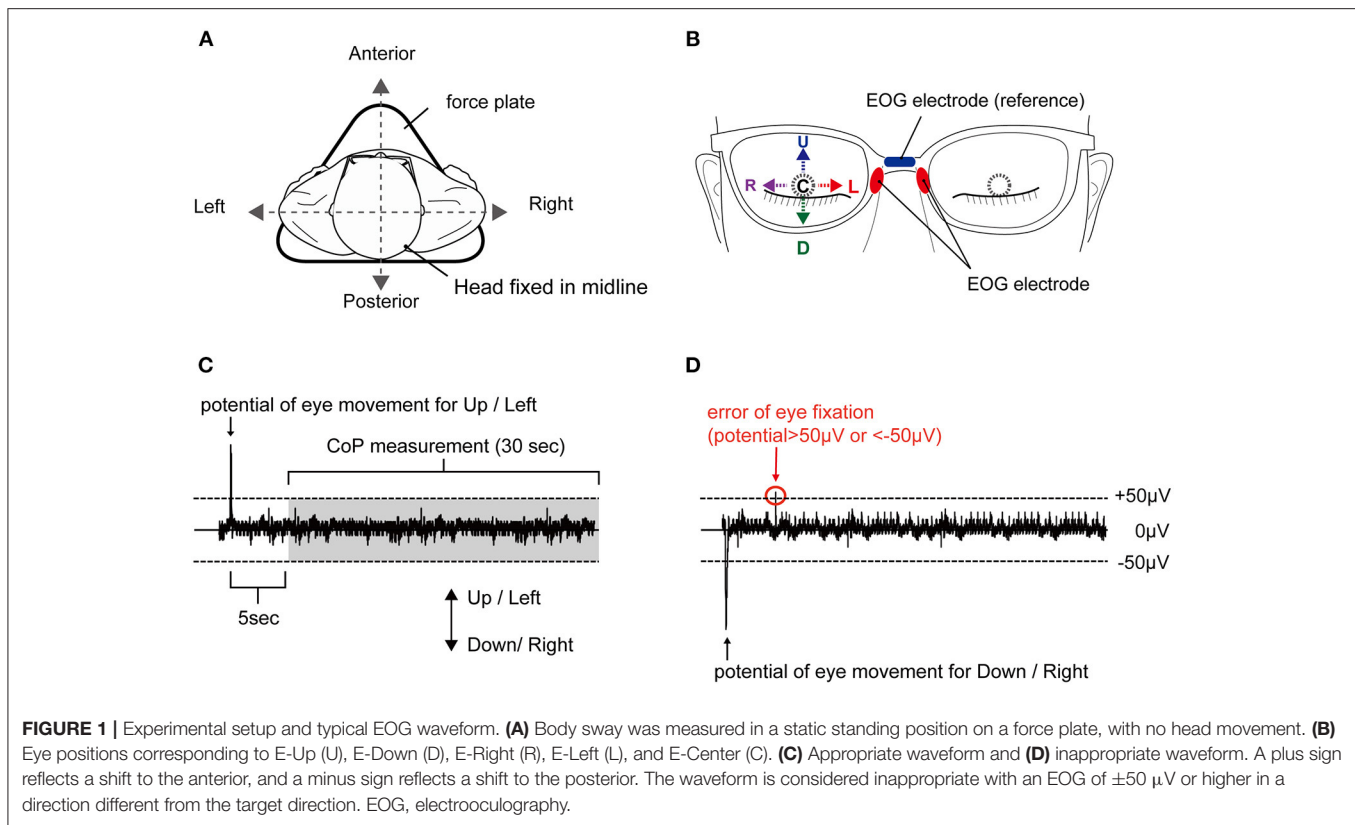 A
Anterior
force plate
Left
Right
Posterior
Head fixed in midline
B
EOG electrode (reference)
U
R
C
L
D
EOG electrode
C
potential of eye movement for Up / Left
CoP measurement (30 sec)
5sec
Up / Left
Down/ Right
D
error of eye fixation
(potential>50μV or <-50μV)
+50μV
0μV
-50μV
potential of eye movement for Down / Right
FIGURE 1 | Experimental setup and typical EOG waveform. (A) Body sway was measured in a static standing position on a force plate, with no head movement. (B)
Eye positions corresponding to E-Up (U), E-Down (D), E-Right (R), E-Left (L), and E-Center (C). (C) Appropriate waveform and (D) inappropriate waveform. A plus sign
reflects a shift to the anterior, and a minus sign reflects a shift to the posterior. The waveform is considered inappropriate with an EOG of ±50 μV or higher in a
direction different from the target direction. EOG, electrooculography.